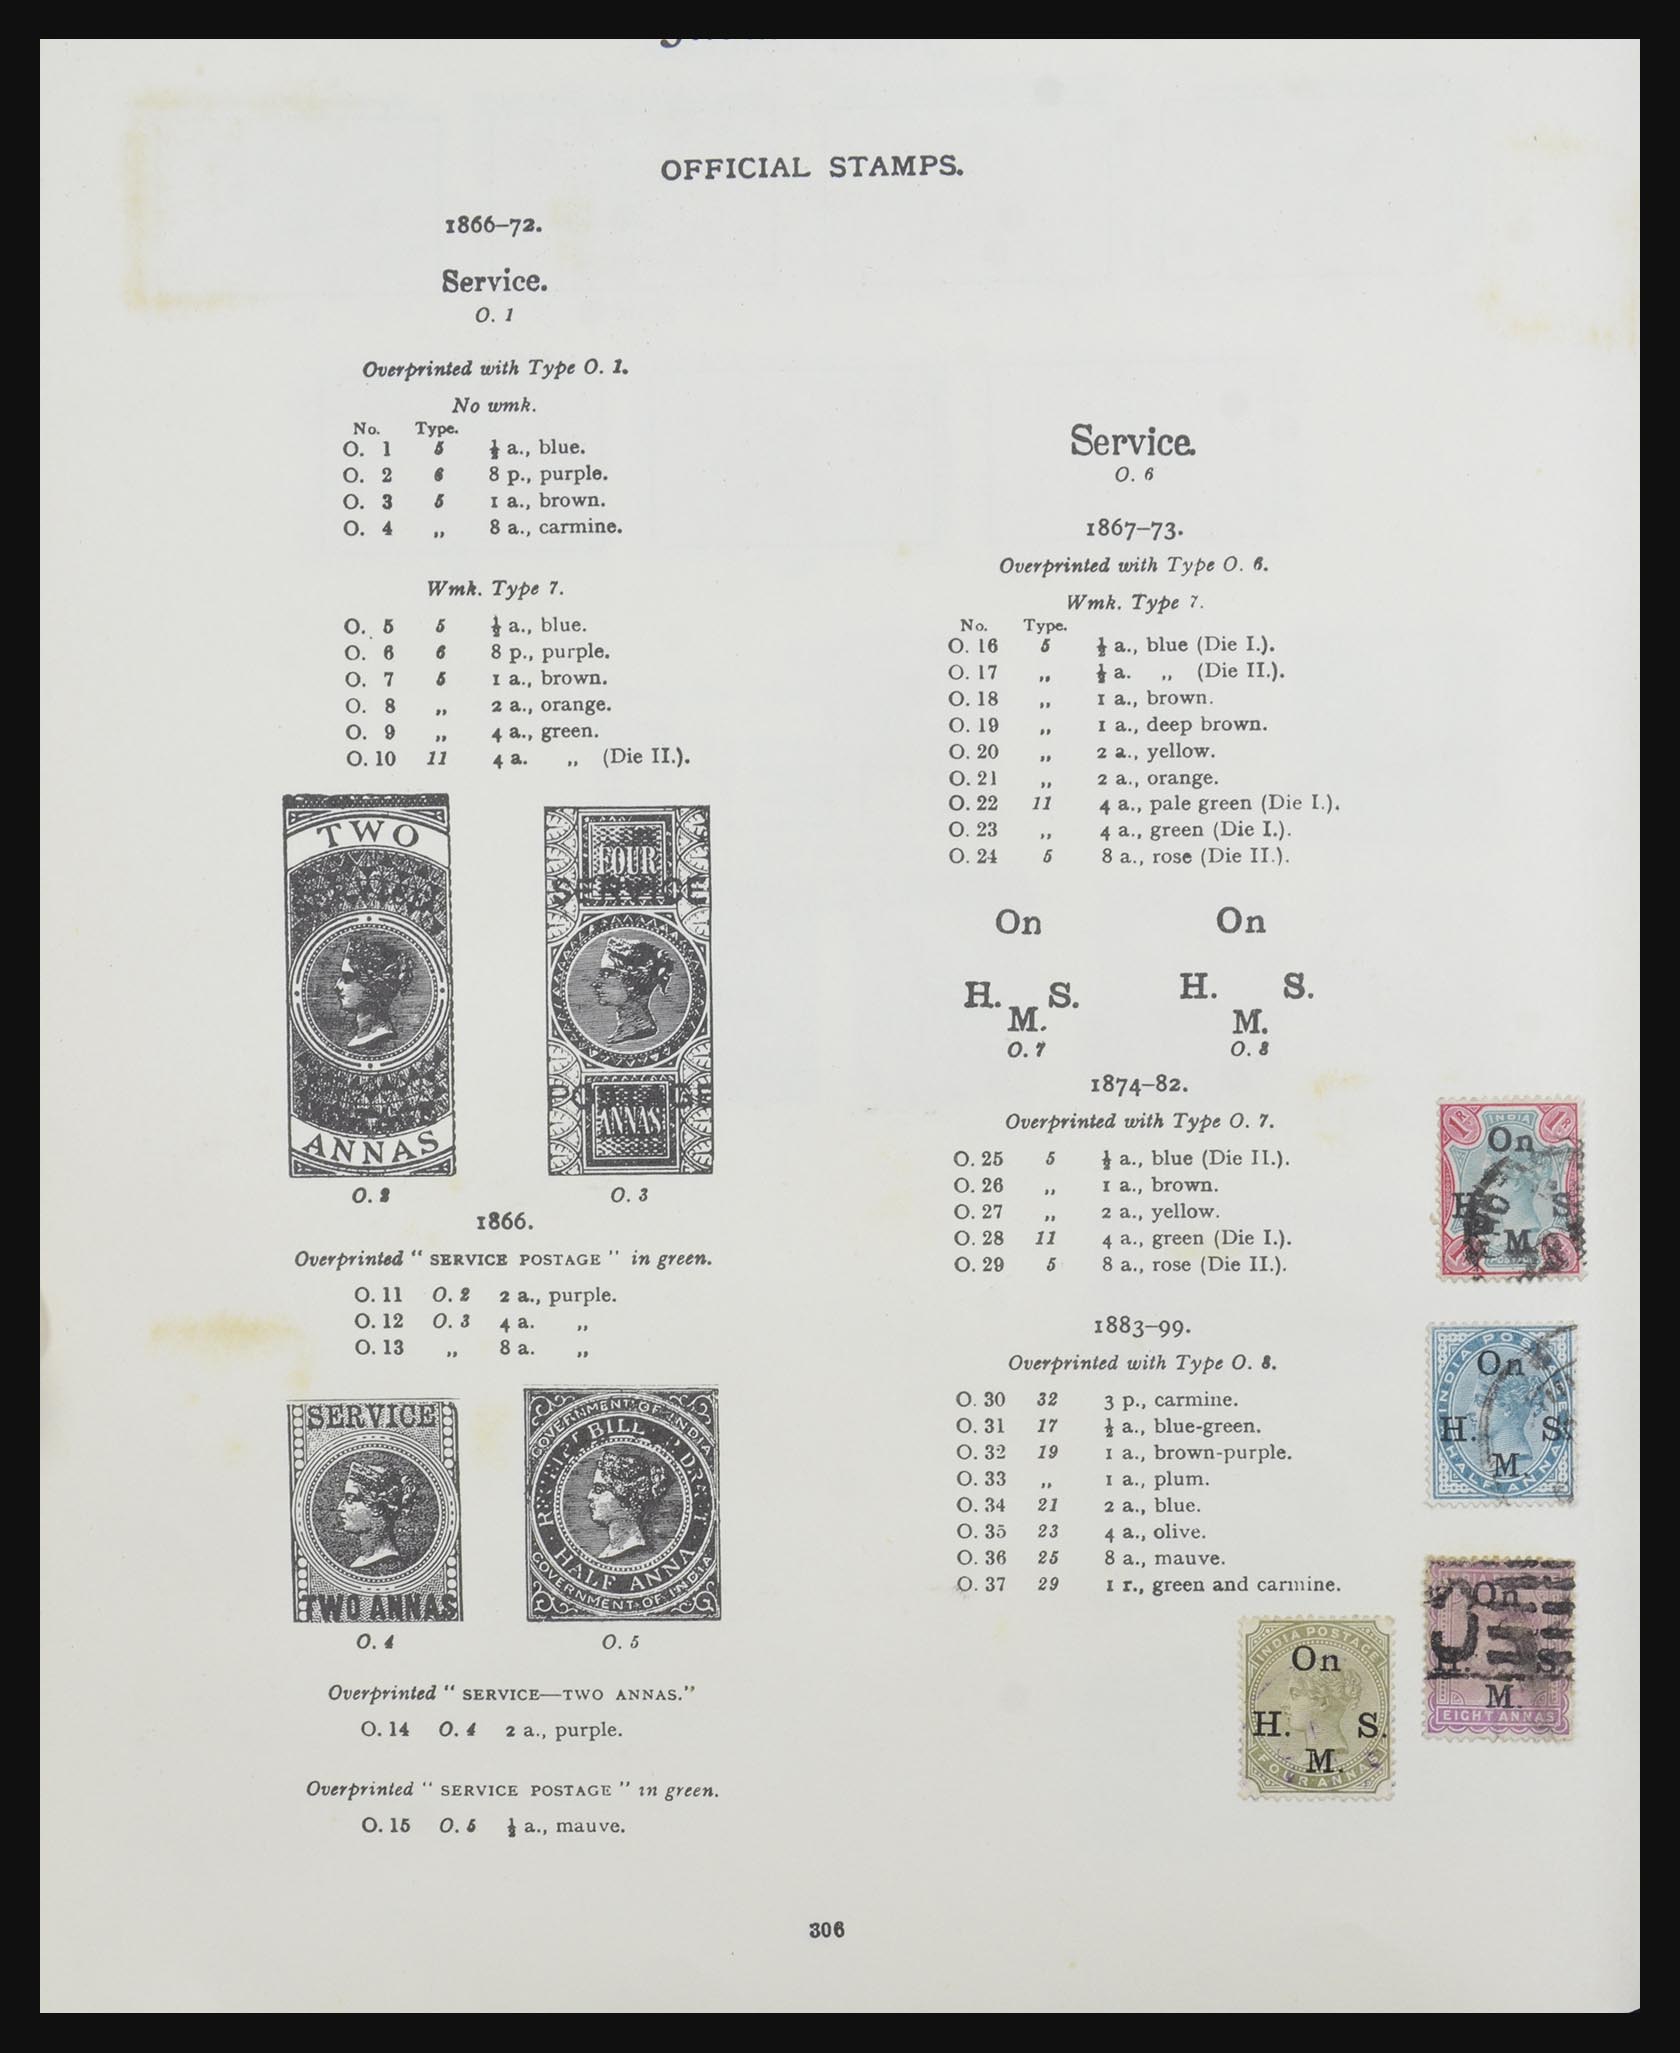 OFFICIAL STAMPS.
1866–72.
Service.
O. 1
Overprinted with Type O. 1.
No wmk.
No. Type.
O. 1 5 ½ a., blue.
O. 2 6 8 p., purple.
O. 3 5 1 a., brown.
O. 4 „ 8 a., carmine.
Wmk. Type 7.
O. 5 5 ½ a., blue.
O. 6 6 8 p., purple.
O. 7 5 1 a., brown.
O. 8 „ 2 a., orange.
O. 9 „ 4 a., green.
O. 10 11 4 a. „ (Die II.).
TWO
ANNAS
O. 2
FOUR
SERVICE
ANNAS
O. 3
1866.
Overprinted “ SERVICE POSTAGE ” in green.
O. 11 O. 2 2 a., purple.
O. 12 O. 3 4 a. „
O. 13 „ 8 a. „
SERVICE
TWO ANNAS
O. 4
GOVERNMENT OF INDIA
BILL
HALF ANNA
GOVERNMENT OF INDIA
O. 5
Overprinted “ SERVICE—TWO ANNAS.”
O. 14 O. 4 2 a., purple.
Overprinted “ SERVICE POSTAGE ” in green.
O. 15 O. 5 ½ a., mauve.
Service.
O. 6
1867–73.
Overprinted with Type O. 6.
Wmk. Type 7.
No. Type.
O. 16 5 ½ a., blue (Die I.).
O. 17 „ ½ a. „ (Die II.).
O. 18 „ 1 a., brown.
O. 19 „ 1 a., deep brown.
O. 20 „ 2 a., yellow.
O. 21 „ 2 a., orange.
O. 22 11 4 a., pale green (Die I.).
O. 23 „ 4 a., green (Die I.).
O. 24 5 8 a., rose (Die II.).
On
H. S.
M.
O. 7
On
H. S.
M.
O. 8
1874–82.
Overprinted with Type O. 7.
O. 25 5 ½ a., blue (Die II.).
O. 26 „ 1 a., brown.
O. 27 „ 2 a., yellow.
O. 28 11 4 a., green (Die I.).
O. 29 5 8 a., rose (Die II.).
1883–99.
Overprinted with Type O. 8.
O. 30 32 3 p., carmine.
O. 31 17 ½ a., blue-green.
O. 32 19 1 a., brown-purple.
O. 33 „ 1 a., plum.
O. 34 21 2 a., blue.
O. 35 23 4 a., olive.
O. 36 25 8 a., mauve.
O. 37 29 1 r., green and carmine.
1R INDIA 1R
On
H. S.
M.
INDIA POSTAGE
On
H. S.
M.
HALF ANNA
On
H. S.
M.
EIGHT ANNAS
INDIA POSTAGE
On
H. S.
M.
FOUR ANNAS
306